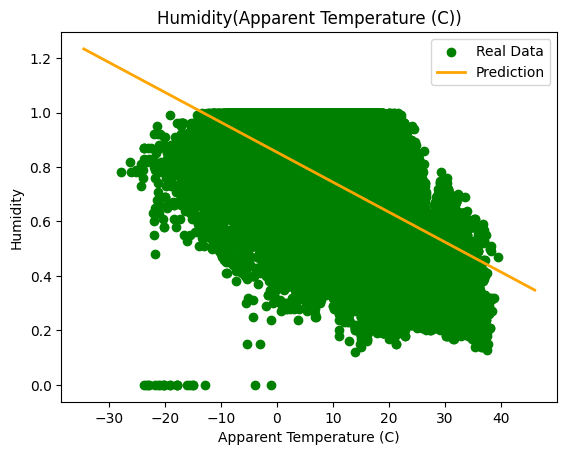 Humidity(Apparent Temperature (C))
Real Data
Prediction
Humidity
1.2
1.0
0.8
0.6
0.4
0.2
0.0
−30 −20 −10 0 10 20 30 40
Apparent Temperature (C)